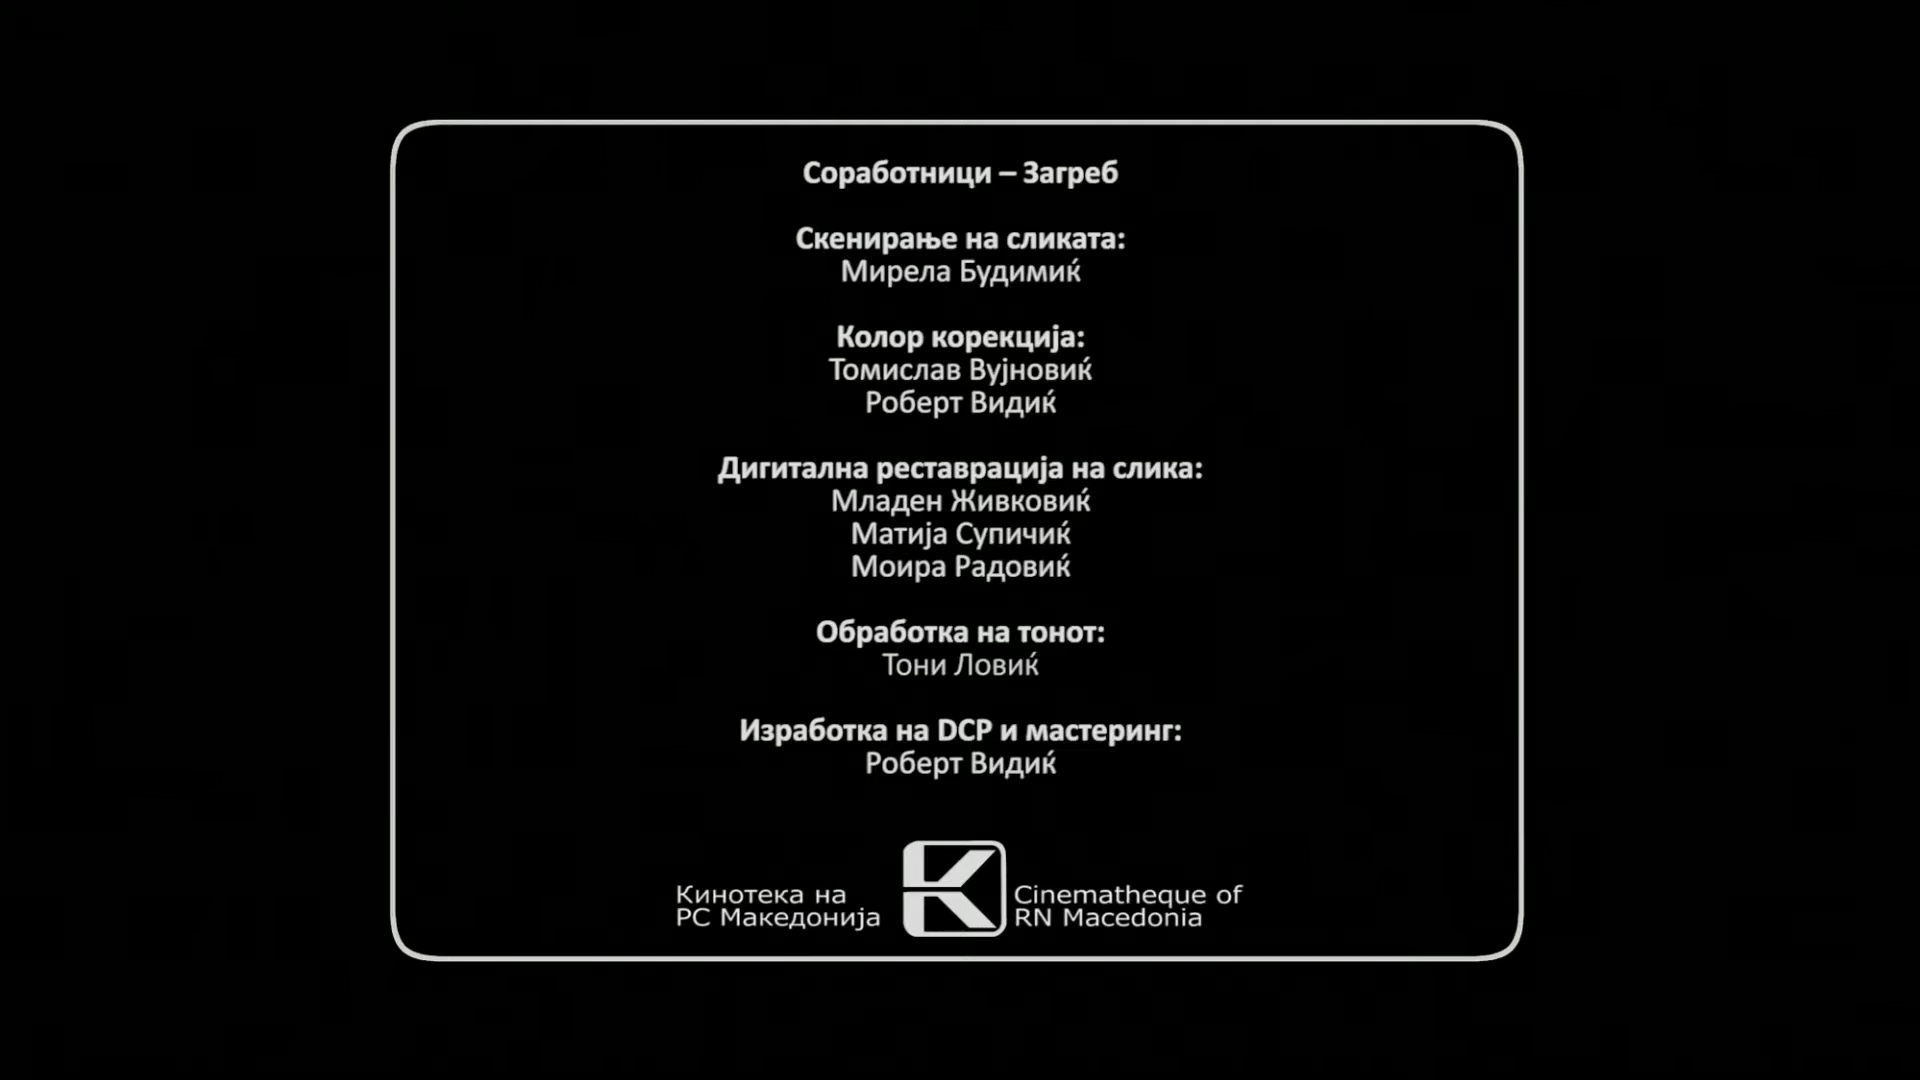 Соработници – Загреб
Скенирање на сликата:
Мирела Будимиќ
Колор корекција:
Томислав Вујновиќ
Роберт Видиќ
Дигитална реставрација на слика:
Младен Живковиќ
Матија Супичиќ
Моира Радовиќ
Обработка на тонот:
Тони Ловиќ
Изработка на DCP и мастеринг:
Роберт Видиќ
Кинотека на
РС Македонија
K
Cinematheque of
RN Macedonia